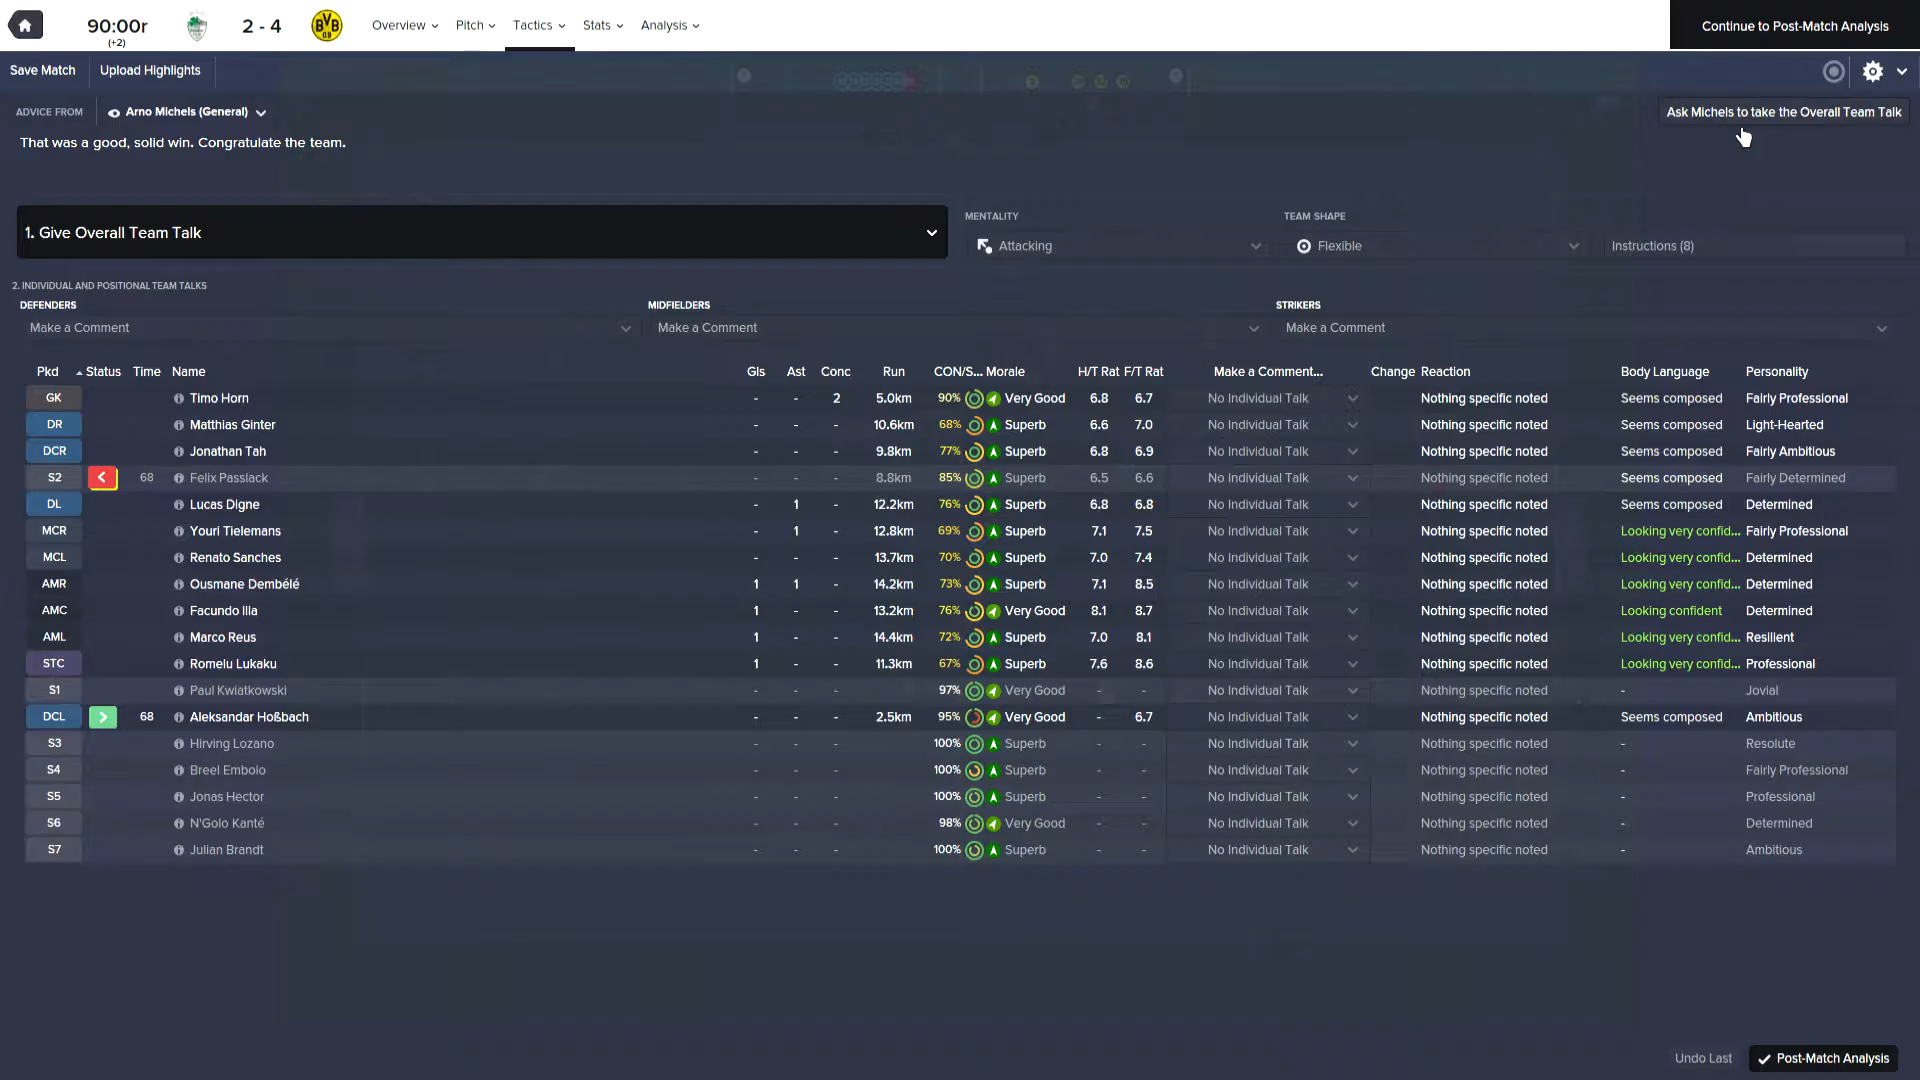 90:00r
(+2)
2 - 4
BVB
09
Overview
Pitch
Tactics
Stats
Analysis
Continue to Post-Match Analysis
Save Match
Upload Highlights
ADVICE FROM
Arno Michels (General)
Ask Michels to take the Overall Team Talk
That was a good, solid win. Congratulate the team.
1. Give Overall Team Talk
MENTALITY
Attacking
TEAM SHAPE
Flexible
Instructions (8)
2. INDIVIDUAL AND POSITIONAL TEAM TALKS
DEFENDERS
Make a Comment
MIDFIELDERS
Make a Comment
STRIKERS
Make a Comment
Pkd Status Time Name Gls Ast Conc Run CON/S... Morale H/T Rat F/T Rat Make a Comment... Change Reaction Body Language Personality
GK Timo Horn - - 2 5.0km 90% Very Good 6.8 6.7 No Individual Talk Nothing specific noted Seems composed Fairly Professional
DR Matthias Ginter - - - 10.6km 68% Superb 6.6 7.0 No Individual Talk Nothing specific noted Seems composed Light-Hearted
DCR Jonathan Tah - - - 9.8km 77% Superb 6.8 6.9 No Individual Talk Nothing specific noted Seems composed Fairly Ambitious
S2 68 Felix Passlack - - - 8.8km 85% Superb 6.5 6.6 No Individual Talk Nothing specific noted Seems composed Fairly Determined
DL Lucas Digne - 1 - 12.2km 76% Superb 6.8 6.8 No Individual Talk Nothing specific noted Seems composed Determined
MCR Youri Tielemans - 1 - 12.8km 69% Superb 7.1 7.5 No Individual Talk Nothing specific noted Looking very confid... Fairly Professional
MCL Renato Sanches - - - 13.7km 70% Superb 7.0 7.4 No Individual Talk Nothing specific noted Looking very confid... Determined
AMR Ousmane Dembélé 1 1 - 14.2km 73% Superb 7.1 8.5 No Individual Talk Nothing specific noted Looking very confid... Determined
AMC Facundo Illa 1 - - 13.2km 76% Very Good 8.1 8.7 No Individual Talk Nothing specific noted Looking confident Determined
AML Marco Reus 1 - - 14.4km 72% Superb 7.0 8.1 No Individual Talk Nothing specific noted Looking very confid... Resilient
STC Romelu Lukaku 1 - - 11.3km 67% Superb 7.6 8.6 No Individual Talk Nothing specific noted Looking very confid... Professional
S1 Paul Kwiatkowski - - - 97% Very Good - - No Individual Talk Nothing specific noted - Jovial
DCL 68 Aleksandar Hoßbach - - - 2.5km 95% Very Good - 6.7 No Individual Talk Nothing specific noted Seems composed Ambitious
S3 Hirving Lozano - - - 100% Superb - - No Individual Talk Nothing specific noted - Resolute
S4 Breel Embolo - - - 100% Superb - - No Individual Talk Nothing specific noted - Fairly Professional
S5 Jonas Hector - - - 100% Superb - - No Individual Talk Nothing specific noted - Professional
S6 N'Golo Kanté - - - 98% Very Good - - No Individual Talk Nothing specific noted - Determined
S7 Julian Brandt - - - 100% Superb - - No Individual Talk Nothing specific noted - Ambitious
Undo Last
Post-Match Analysis